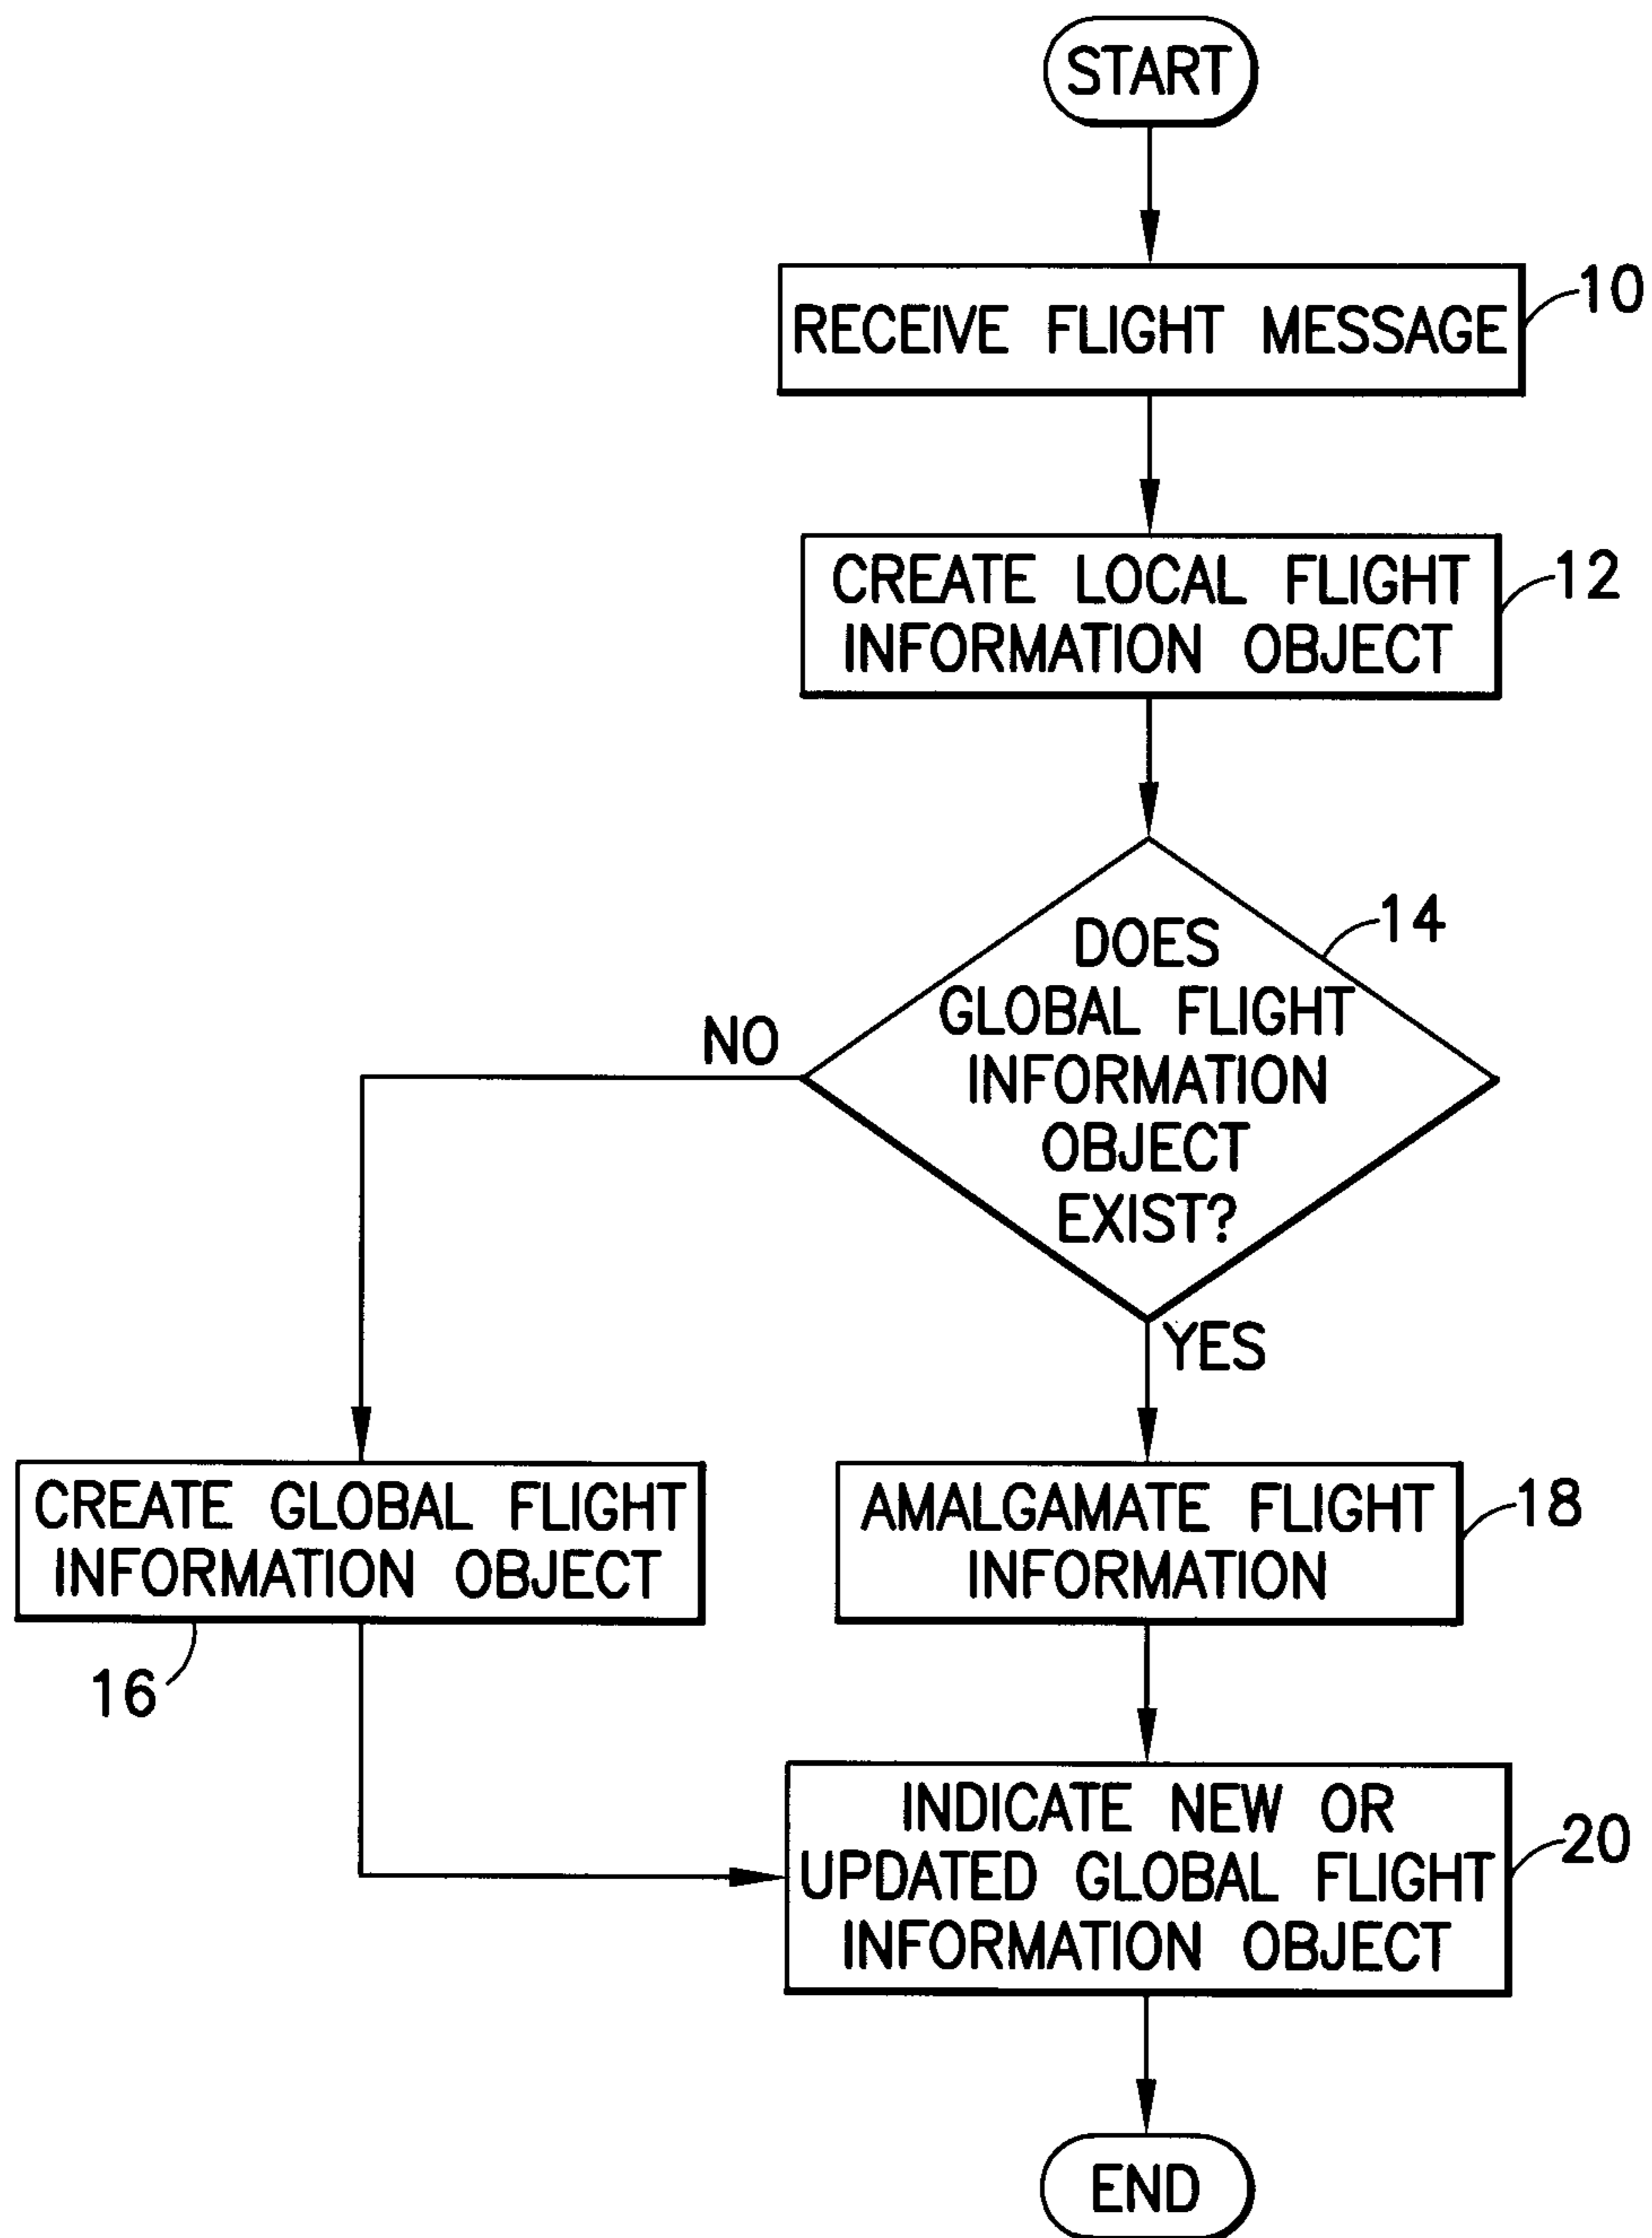 START
RECEIVE FLIGHT MESSAGE
10
CREATE LOCAL FLIGHT
INFORMATION OBJECT
12
DOES
GLOBAL FLIGHT
INFORMATION
OBJECT
EXIST?
14
NO
YES
CREATE GLOBAL FLIGHT
INFORMATION OBJECT
16
AMALGAMATE FLIGHT
INFORMATION
18
INDICATE NEW OR
UPDATED GLOBAL FLIGHT
INFORMATION OBJECT
20
END